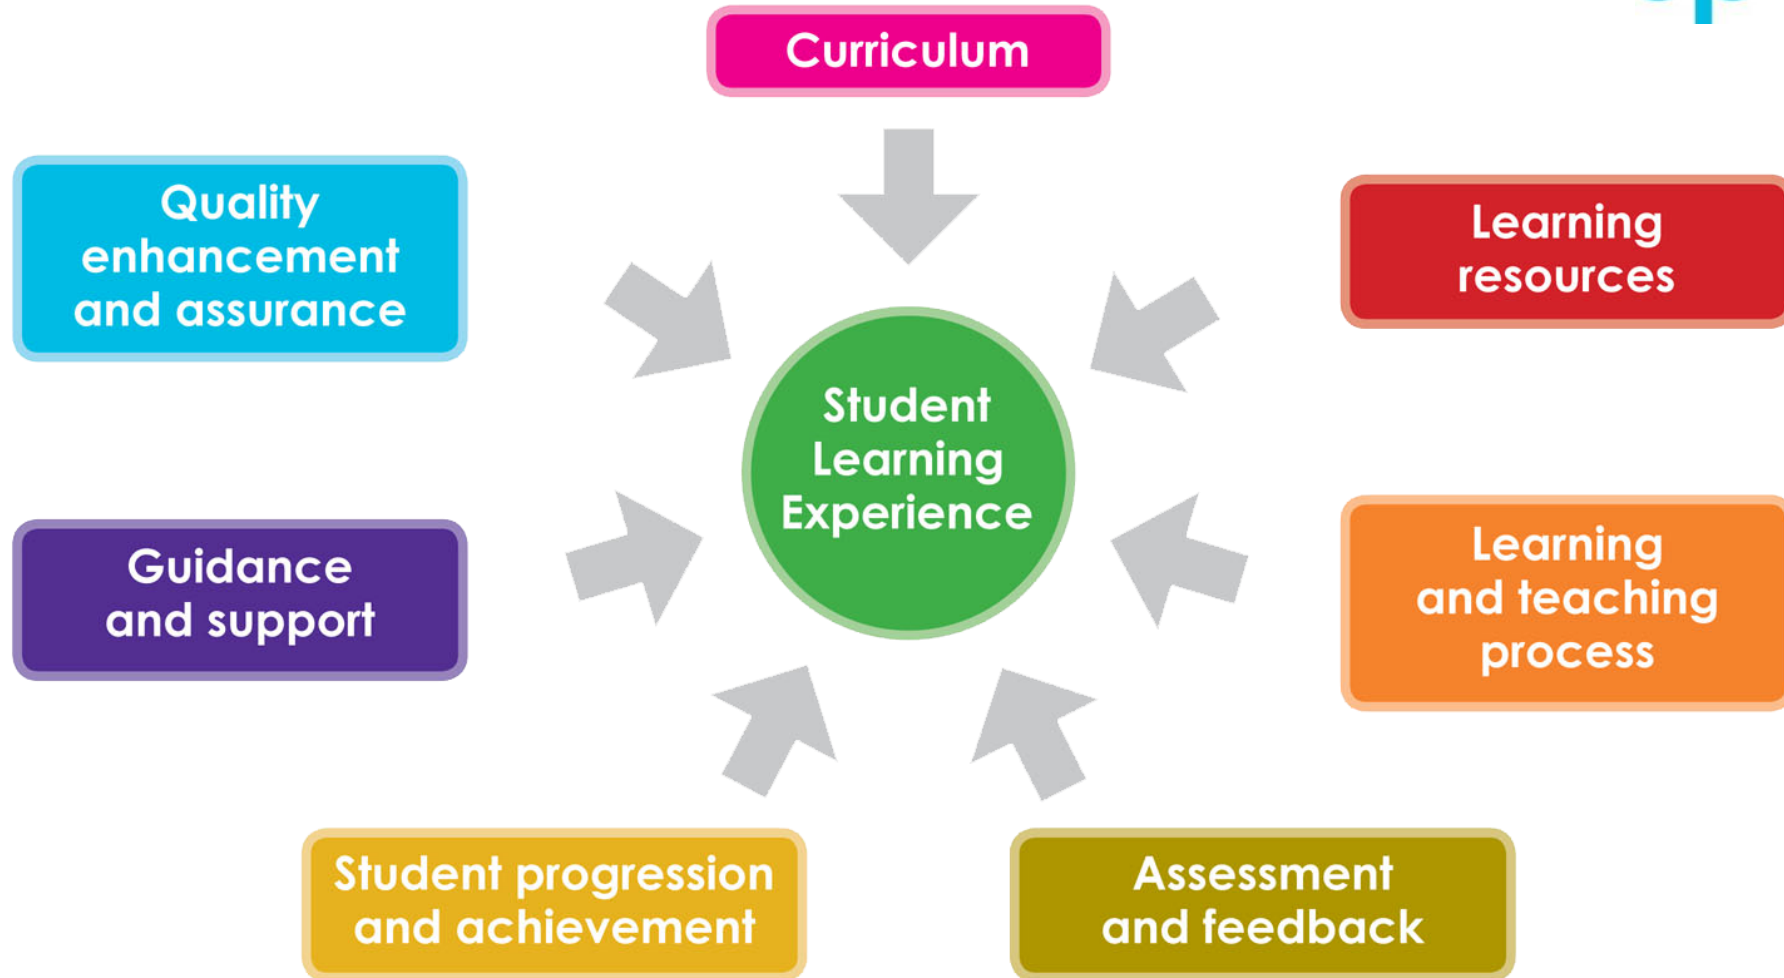 Curriculum
Quality
enhancement
and assurance
Learning
resources
Student
Learning
Experience
Guidance
and support
Learning
and teaching
process
Student progression
and achievement
Assessment
and feedback